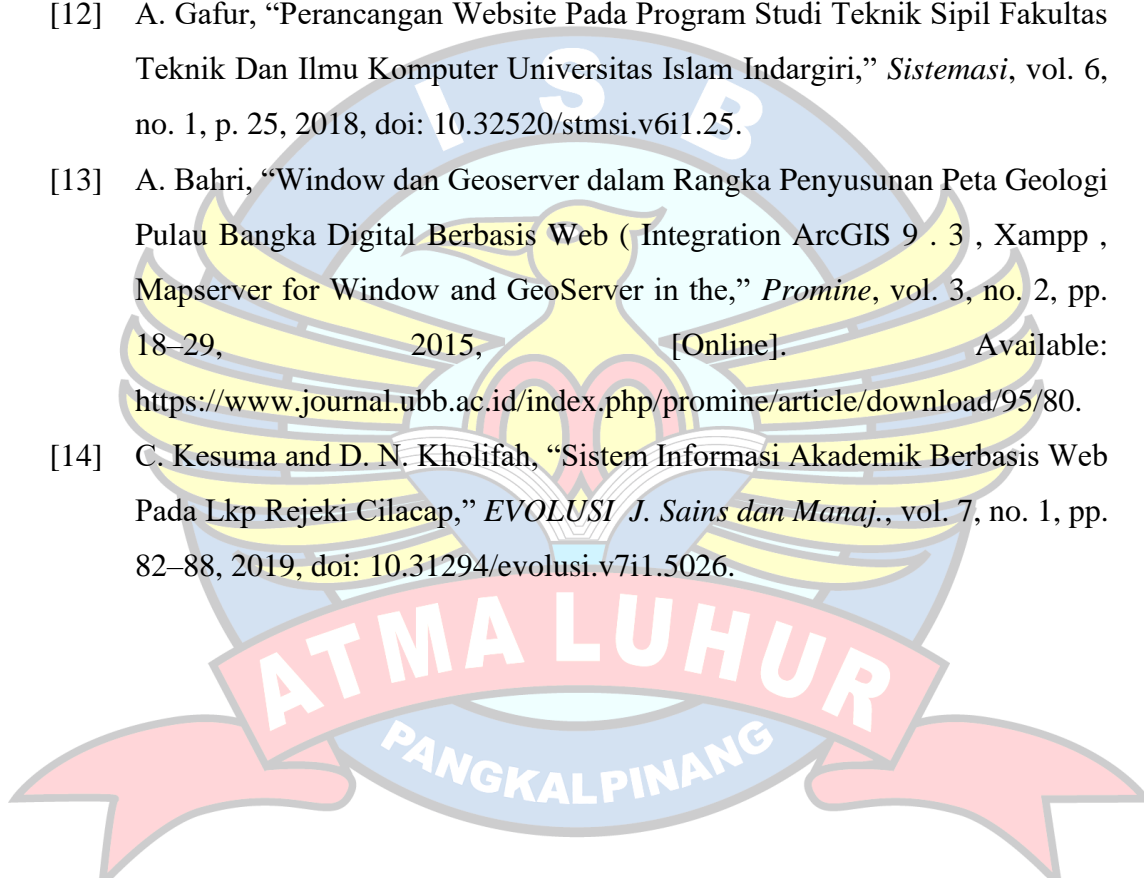 [12] A. Gafur, “Perancangan Website Pada Program Studi Teknik Sipil Fakultas
Teknik Dan Ilmu Komputer Universitas Islam Indargiri,” Sistemasi, vol. 6,
no. 1, p. 25, 2018, doi: 10.32520/stmsi.v6i1.25.
[13] A. Bahri, “Window dan Geoserver dalam Rangka Penyusunan Peta Geologi
Pulau Bangka Digital Berbasis Web ( Integration ArcGIS 9 . 3 , Xampp ,
Mapserver for Window and GeoServer in the,” Promine, vol. 3, no. 2, pp.
18–29, 2015, [Online]. Available:
https://www.journal.ubb.ac.id/index.php/promine/article/download/95/80.
[14] C. Kesuma and D. N. Kholifah, “Sistem Informasi Akademik Berbasis Web
Pada Lkp Rejeki Cilacap,” EVOLUSI J. Sains dan Manaj., vol. 7, no. 1, pp.
82–88, 2019, doi: 10.31294/evolusi.v7i1.5026.
I S B
ATMA LUHUR
PANGKALPINANG